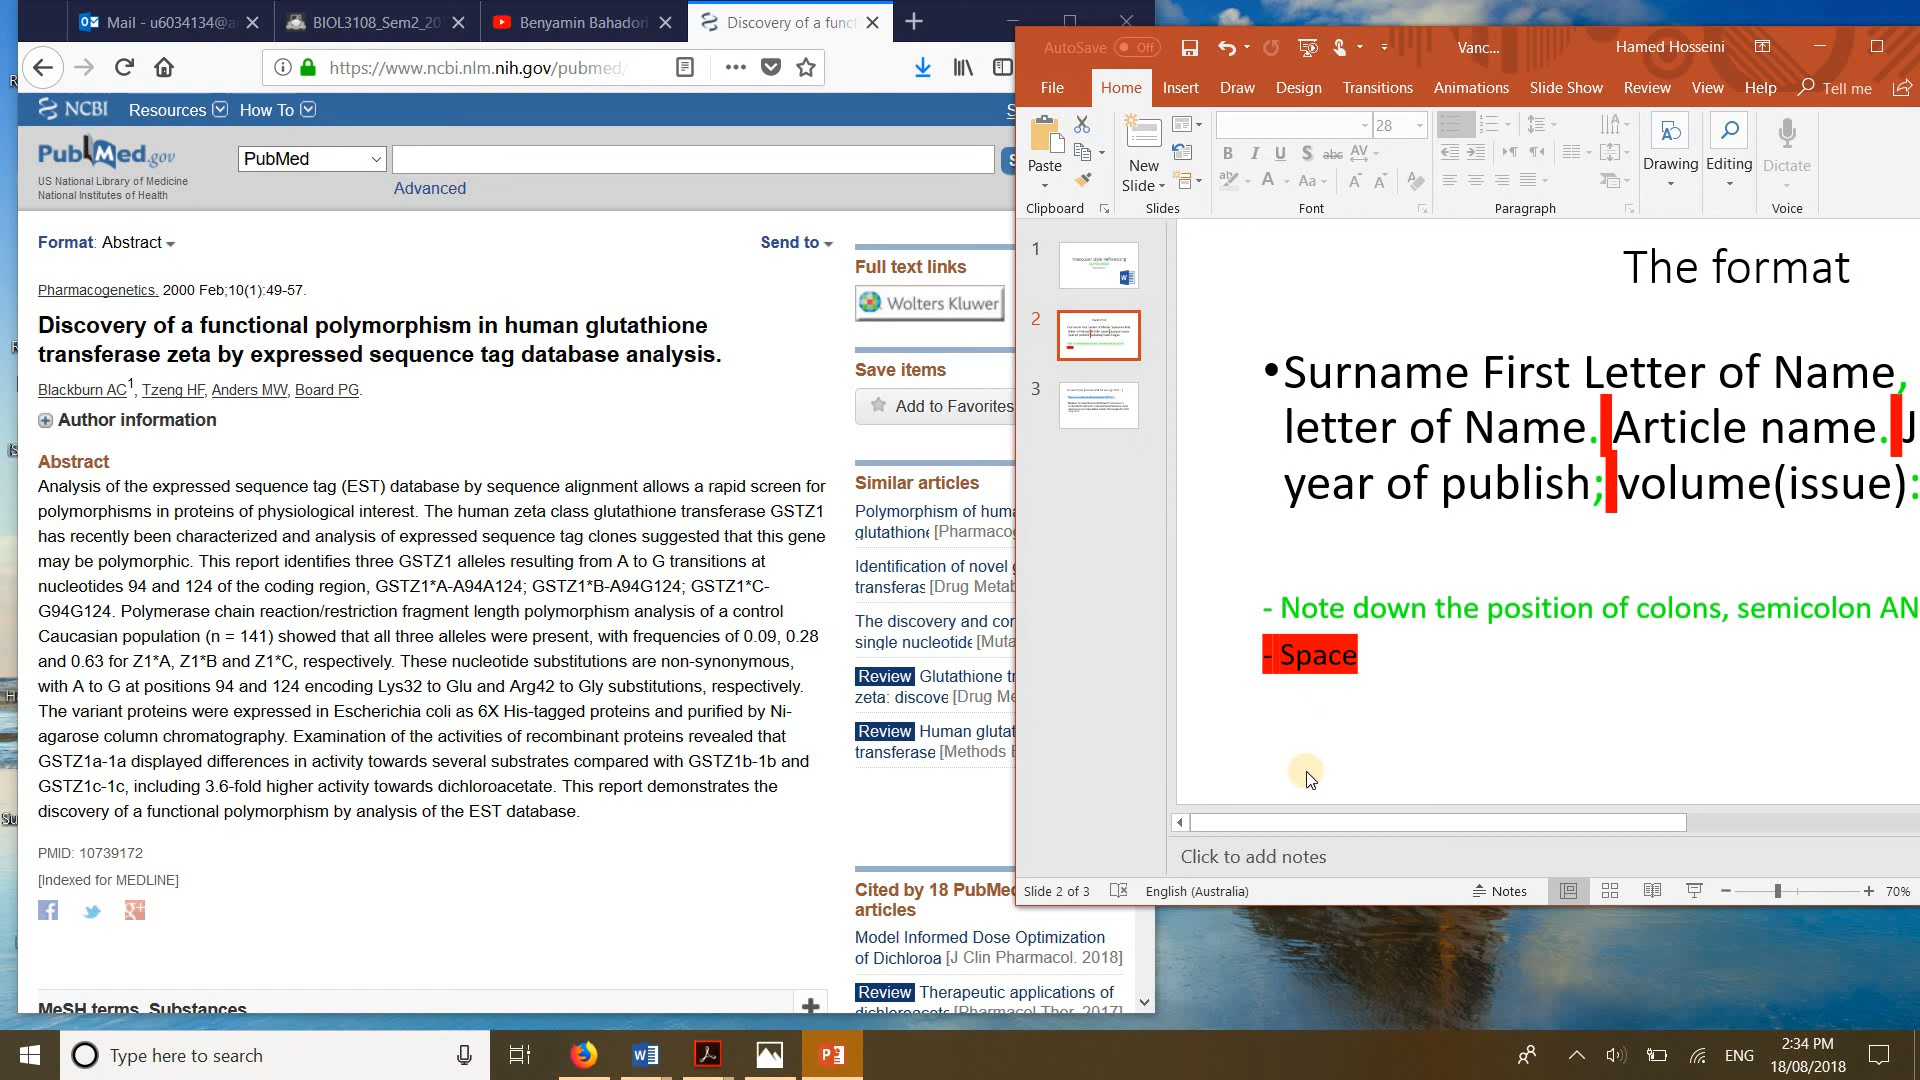 Mail - u6034134@a
BIOL3108_Sem2_20
Benyamin Bahadori
Discovery of a funct
https://www.ncbi.nlm.nih.gov/pubmed/
NCBI Resources How To
PubMed.gov
US National Library of Medicine
National Institutes of Health
PubMed
Advanced
Format: Abstract
Send to
Pharmacogenetics. 2000 Feb;10(1):49-57.
Discovery of a functional polymorphism in human glutathione
transferase zeta by expressed sequence tag database analysis.
Blackburn AC1, Tzeng HF, Anders MW, Board PG.
Author information
Abstract
Analysis of the expressed sequence tag (EST) database by sequence alignment allows a rapid screen for
polymorphisms in proteins of physiological interest. The human zeta class glutathione transferase GSTZ1
has recently been characterized and analysis of expressed sequence tag clones suggested that this gene
may be polymorphic. This report identifies three GSTZ1 alleles resulting from A to G transitions at
nucleotides 94 and 124 of the coding region, GSTZ1*A-A94A124; GSTZ1*B-A94G124; GSTZ1*C-
G94G124. Polymerase chain reaction/restriction fragment length polymorphism analysis of a control
Caucasian population (n = 141) showed that all three alleles were present, with frequencies of 0.09, 0.28
and 0.63 for Z1*A, Z1*B and Z1*C, respectively. These nucleotide substitutions are non-synonymous,
with A to G at positions 94 and 124 encoding Lys32 to Glu and Arg42 to Gly substitutions, respectively.
The variant proteins were expressed in Escherichia coli as 6X His-tagged proteins and purified by Ni-
agarose column chromatography. Examination of the activities of recombinant proteins revealed that
GSTZ1a-1a displayed differences in activity towards several substrates compared with GSTZ1b-1b and
GSTZ1c-1c, including 3.6-fold higher activity towards dichloroacetate. This report demonstrates the
discovery of a functional polymorphism by analysis of the EST database.
PMID: 10739172
[Indexed for MEDLINE]
MeSH terms, Substances
Full text links
Wolters Kluwer
Save items
Add to Favorites
Similar articles
Polymorphism of huma
glutathione [Pharmacog
Identification of novel g
transferas [Drug Metab
The discovery and con
single nucleotide [Muta
Review Glutathione tr
zeta: discove [Drug Me
Review Human glutat
transferase [Methods E
Cited by 18 PubMed
articles
Model Informed Dose Optimization
of Dichloroa [J Clin Pharmacol. 2018]
Review Therapeutic applications of
dichloroacet [Pharmacol Ther. 2017]
AutoSave Off
Vanc...
Hamed Hosseini
File Home Insert Draw Design Transitions Animations Slide Show Review View Help Tell me
Paste
New
Slide
28
Drawing
Editing
Dictate
Clipboard Slides Font Paragraph Voice
1
2
3
The format
•Surname First Letter of Name,
letter of Name. Article name. J
year of publish; volume(issue):
- Note down the position of colons, semicolon AN
- Space
Click to add notes
Slide 2 of 3
English (Australia)
Notes
70%
Type here to search
ENG
2:34 PM
18/08/2018